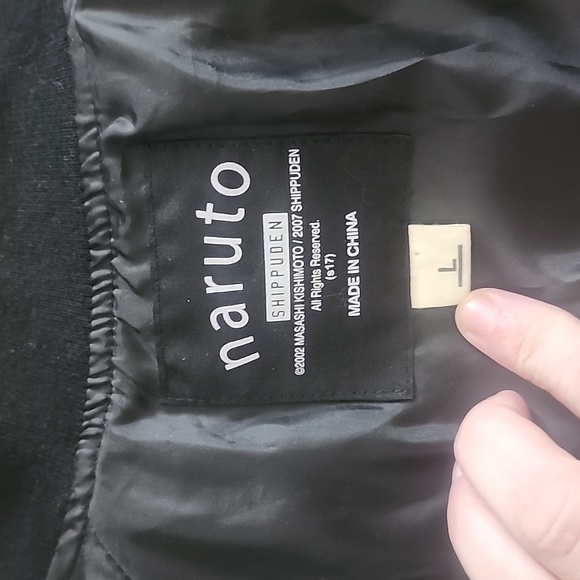 naruto
SHIPPUDEN
©2002 MASASHI KISHIMOTO / 2007 SHIPPUDEN
All Rights Reserved.
(s17)
MADE IN CHINA
L